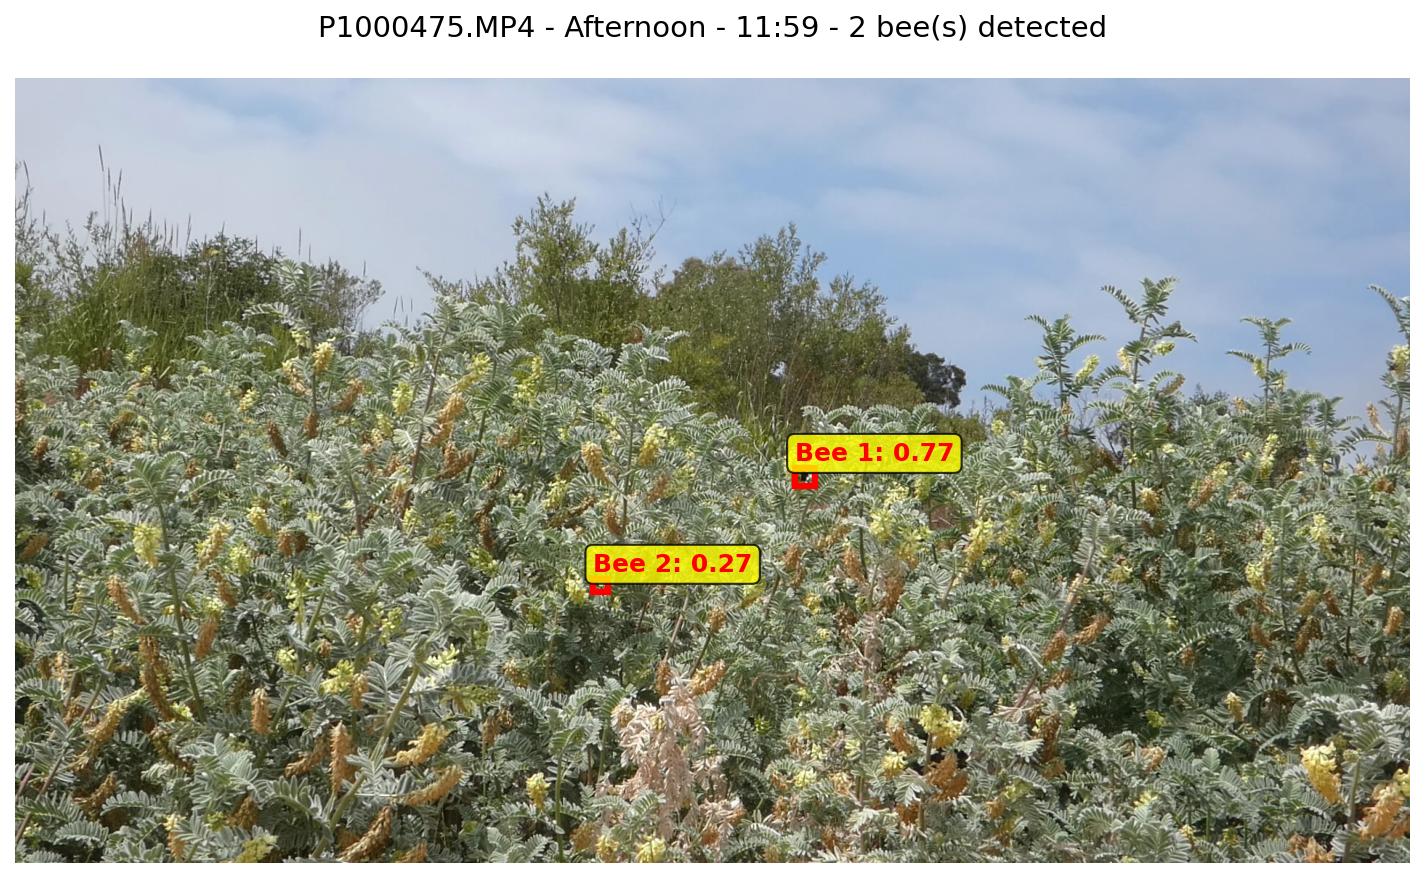 P1000475.MP4 - Afternoon - 11:59 - 2 bee(s) detected
Bee 1: 0.77
Bee 2: 0.27